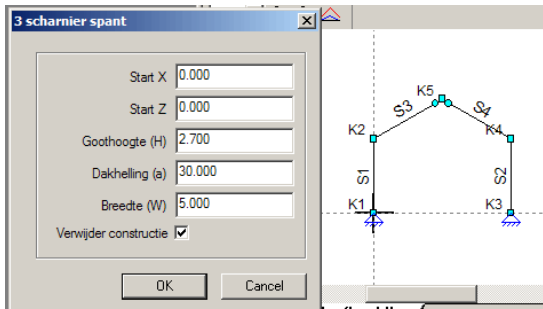 3 scharnier spant
Start X 0.000
Start Z 0.000
Goothoogte (H) 2.700
Dakhelling (a) 30.000
Breedte (W) 5.000
Verwijder constructie
OK Cancel
K5
S3 S4
K2 K4
S1 S2
K1 K3